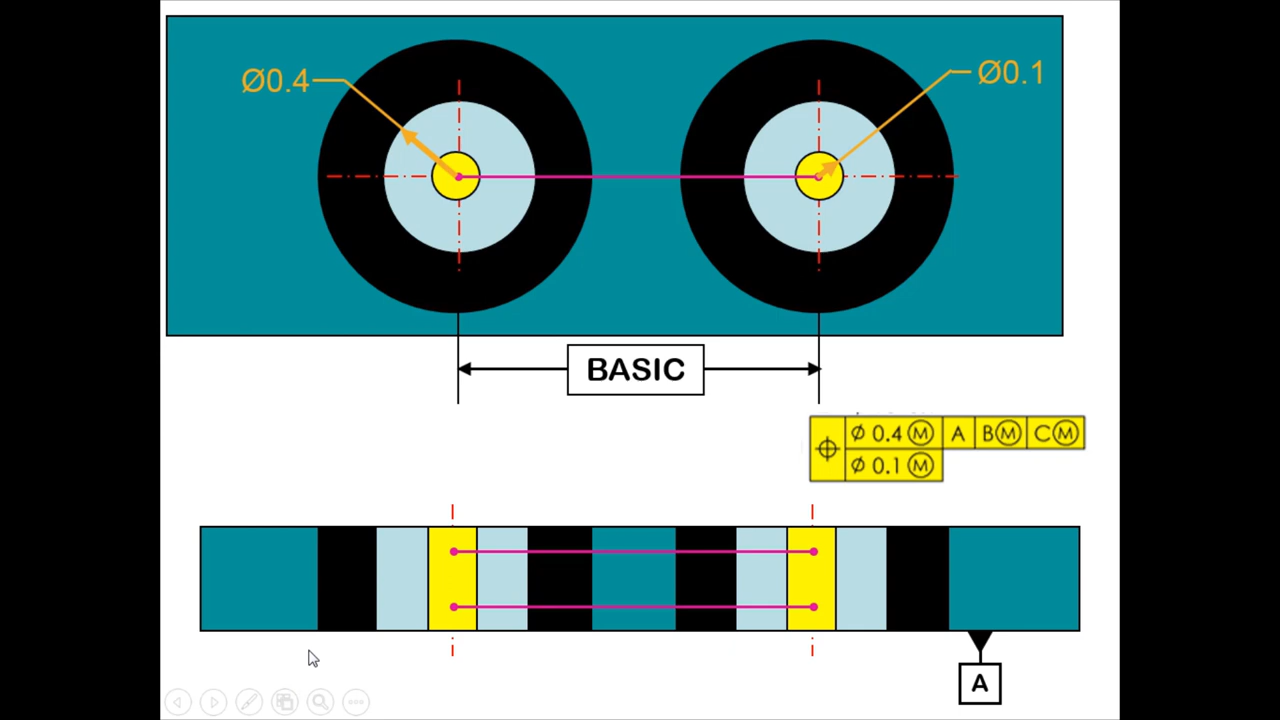 Ø0.4
Ø0.1
BASIC
⌖ ⌀ 0.4 Ⓜ A B Ⓜ C Ⓜ
⌀ 0.1 Ⓜ
A